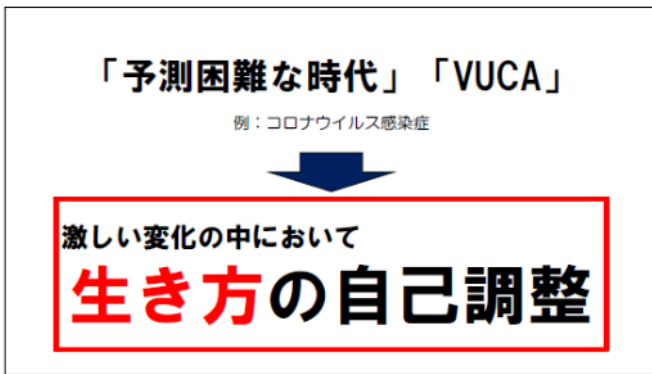 「予測困難な時代」「VUCA」
例：コロナウイルス感染症
激しい変化の中において
生き方の自己調整